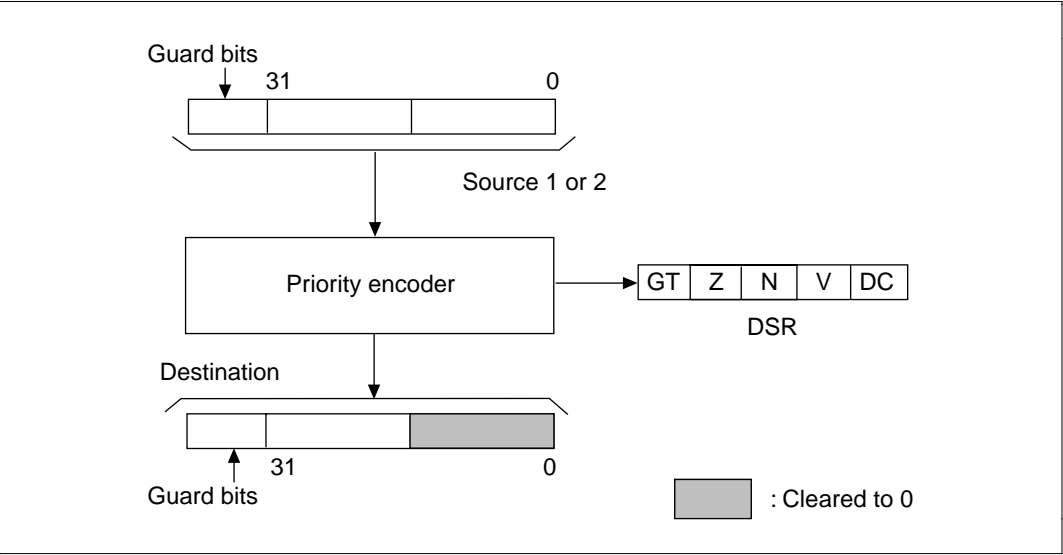 Guard bits
31 0
Source 1 or 2
Priority encoder
GT Z N V DC
DSR
Destination
31 0
Guard bits
: Cleared to 0